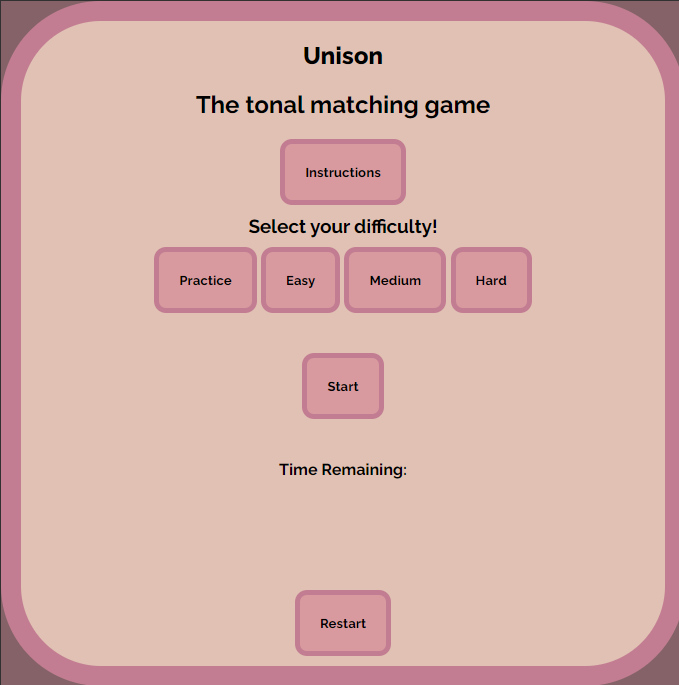 Unison
The tonal matching game
Instructions
Select your difficulty!
Practice Easy Medium Hard
Start
Time Remaining:
Restart